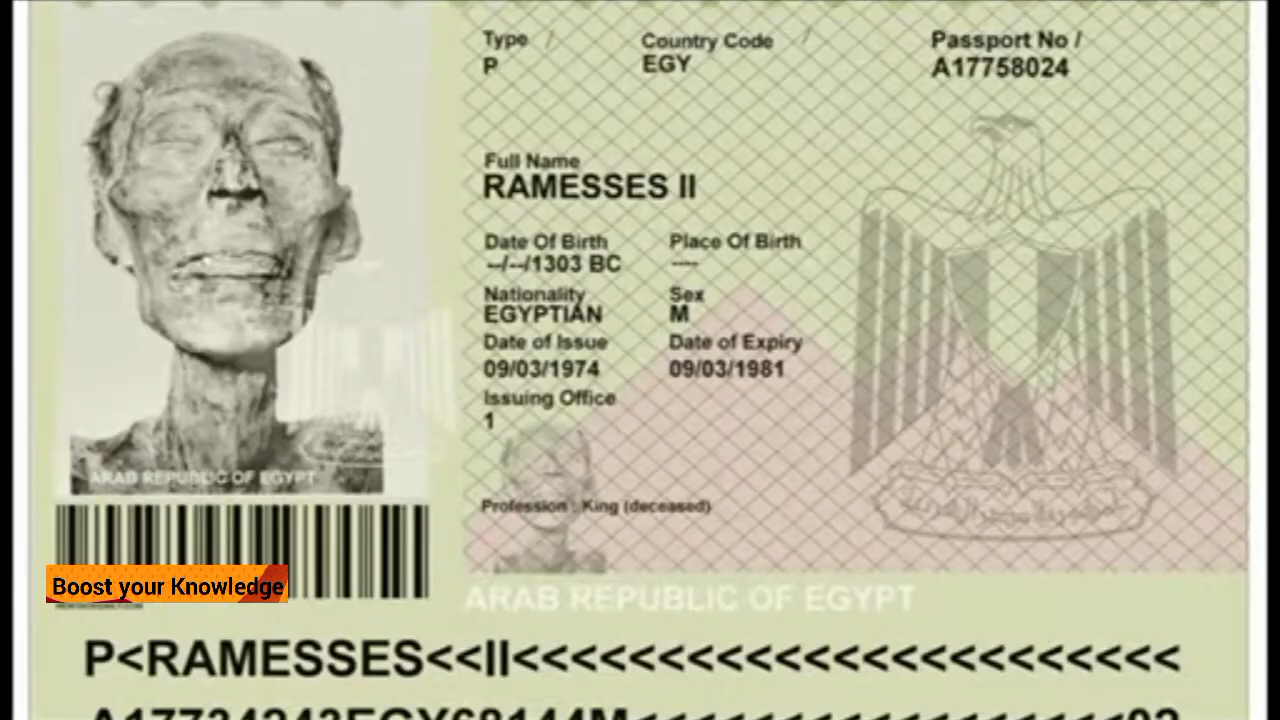 Type /
Country Code /
Passport No /
P
EGY
A17758024
Full Name
RAMESSES II
Date Of Birth
Place Of Birth
--/--/1303 BC
----
Nationality
Sex
EGYPTIAN
M
Date of Issue
Date of Expiry
09/03/1974
09/03/1981
Issuing Office
1
ARAB REPUBLIC OF EGYPT
Profession : King (deceased)
Boost your Knowledge
ARAB REPUBLIC OF EGYPT
P<RAMESSES<<II<<<<<<<<<<<<<<<<<<<<<<<